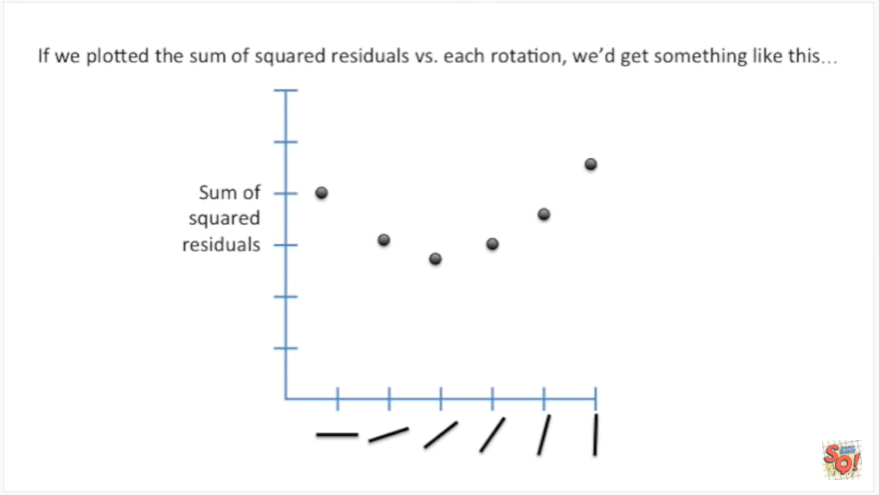 If we plotted the sum of squared residuals vs. each rotation, we'd get something like this...
Sum of
squared
residuals
SQ!